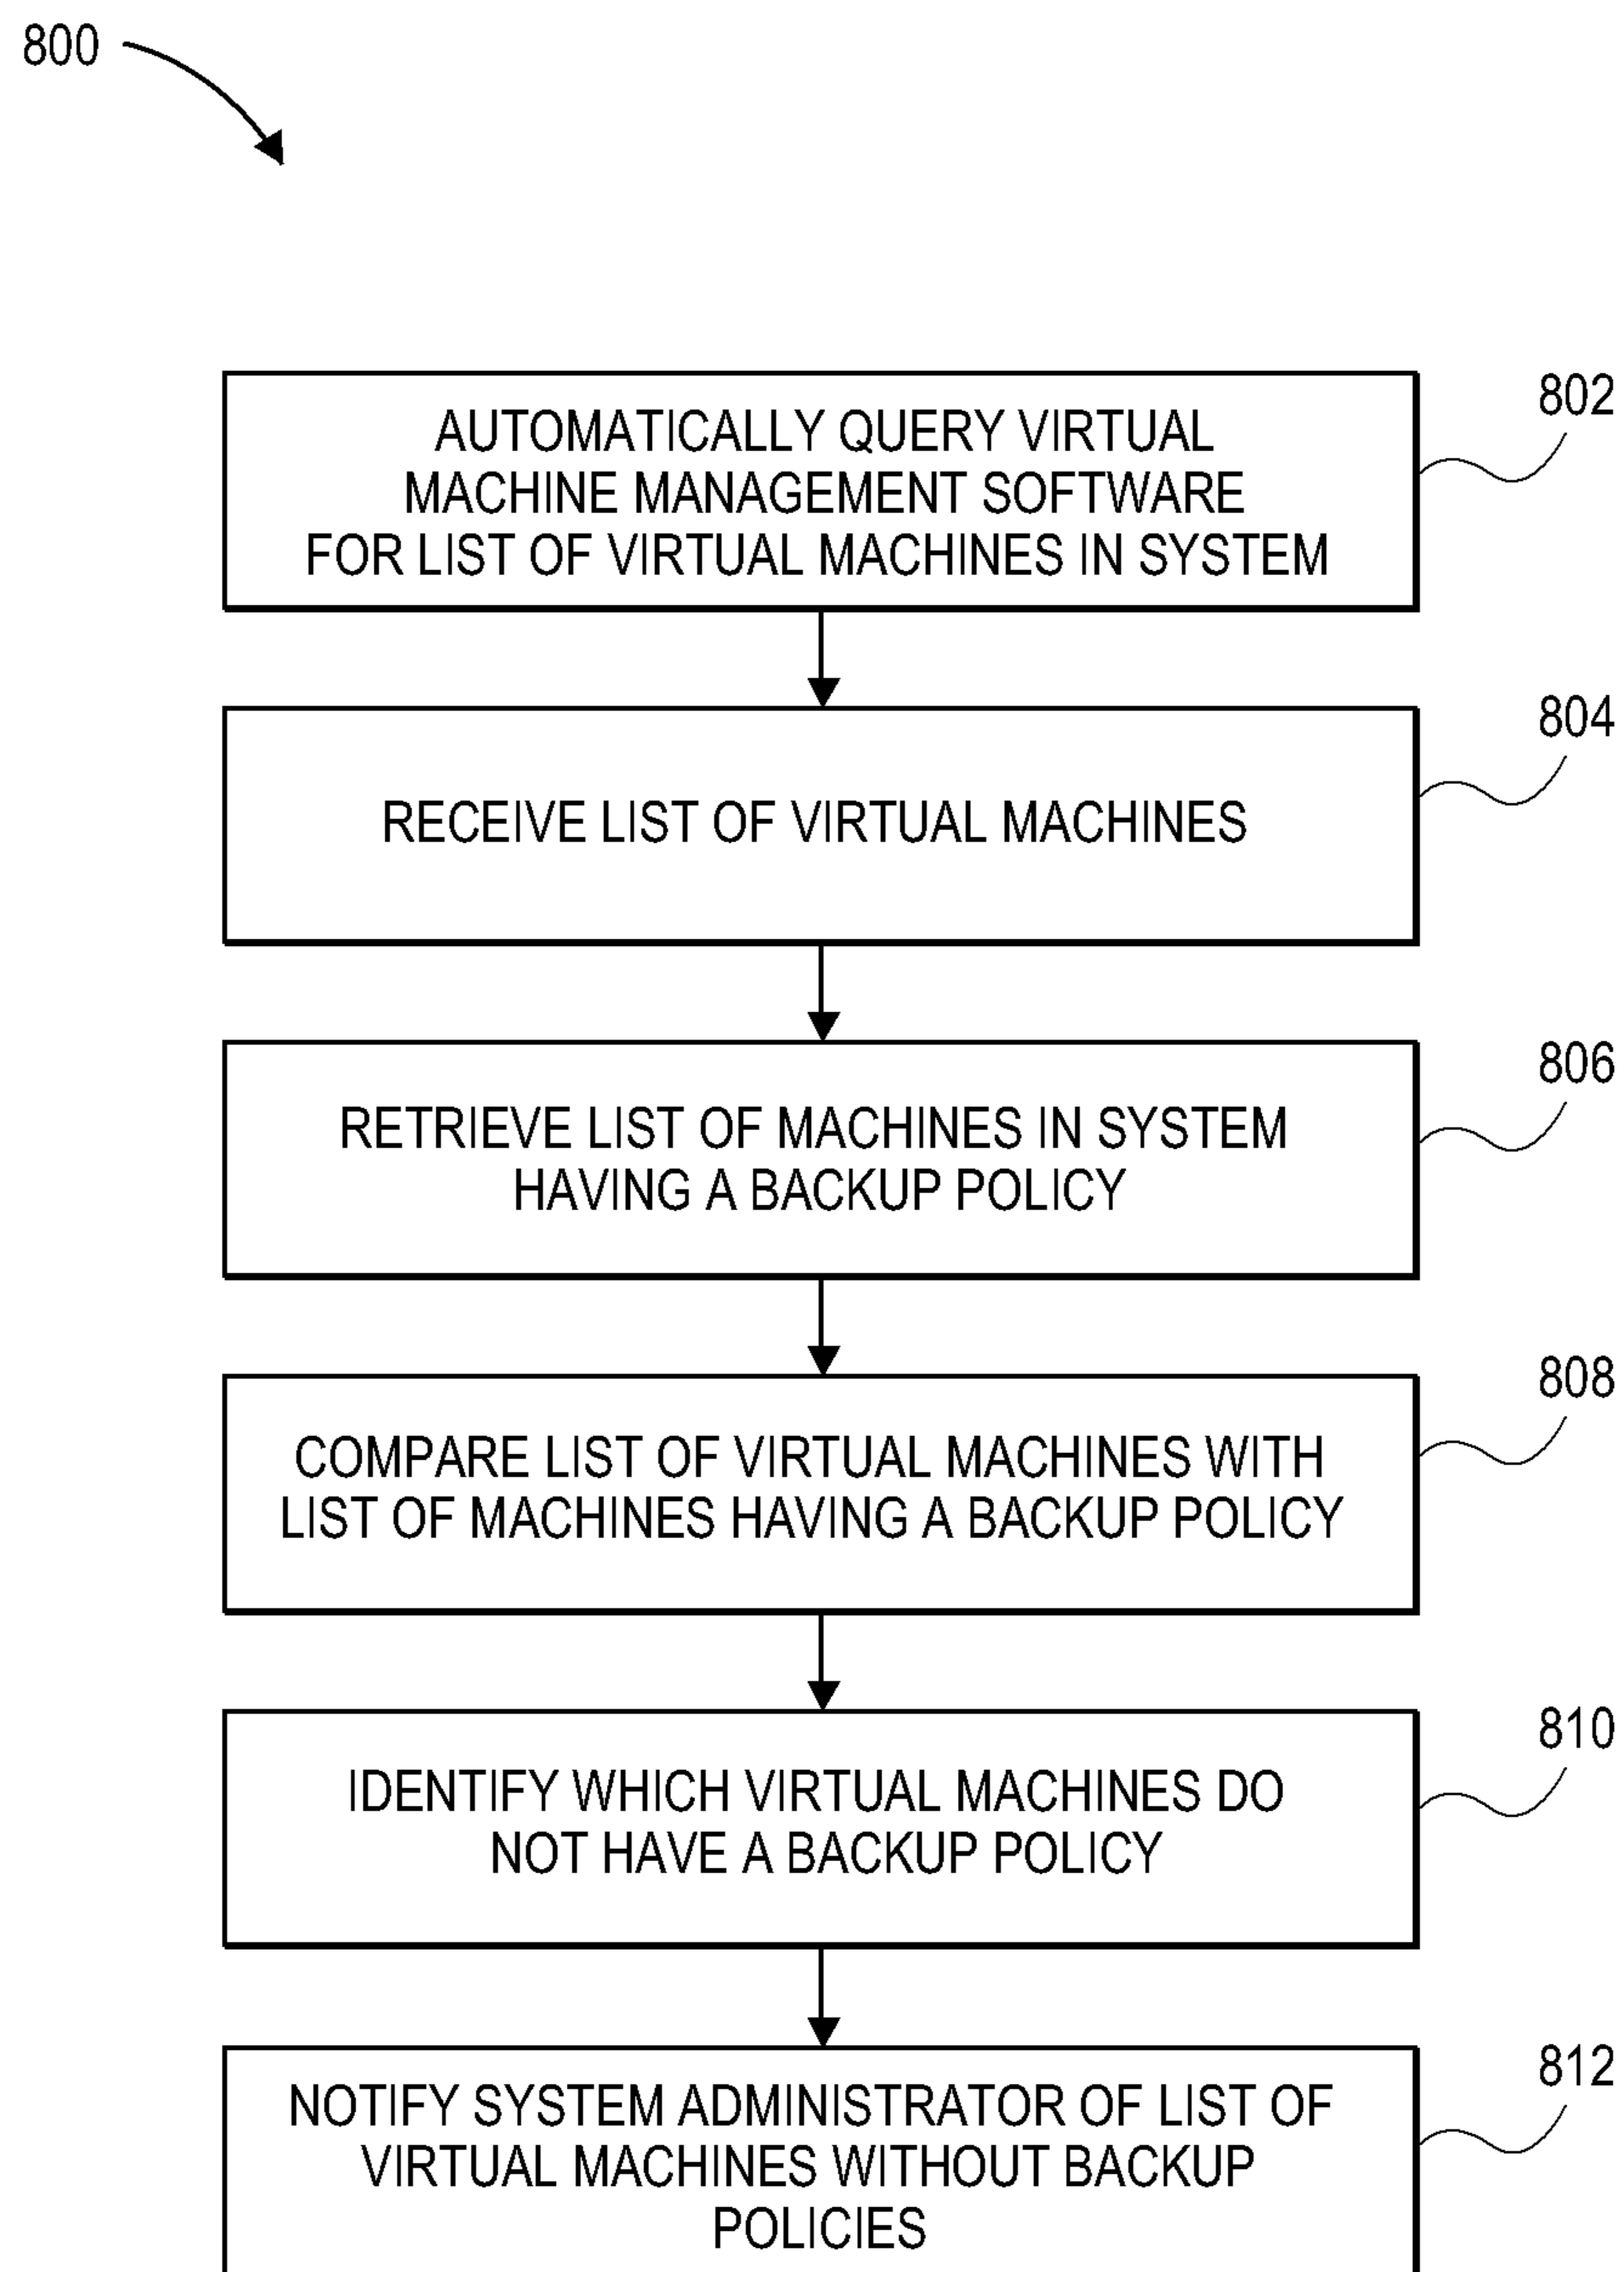 800
AUTOMATICALLY QUERY VIRTUAL
MACHINE MANAGEMENT SOFTWARE
FOR LIST OF VIRTUAL MACHINES IN SYSTEM
802
RECEIVE LIST OF VIRTUAL MACHINES
804
RETRIEVE LIST OF MACHINES IN SYSTEM
HAVING A BACKUP POLICY
806
COMPARE LIST OF VIRTUAL MACHINES WITH
LIST OF MACHINES HAVING A BACKUP POLICY
808
IDENTIFY WHICH VIRTUAL MACHINES DO
NOT HAVE A BACKUP POLICY
810
NOTIFY SYSTEM ADMINISTRATOR OF LIST OF
VIRTUAL MACHINES WITHOUT BACKUP
POLICIES
812